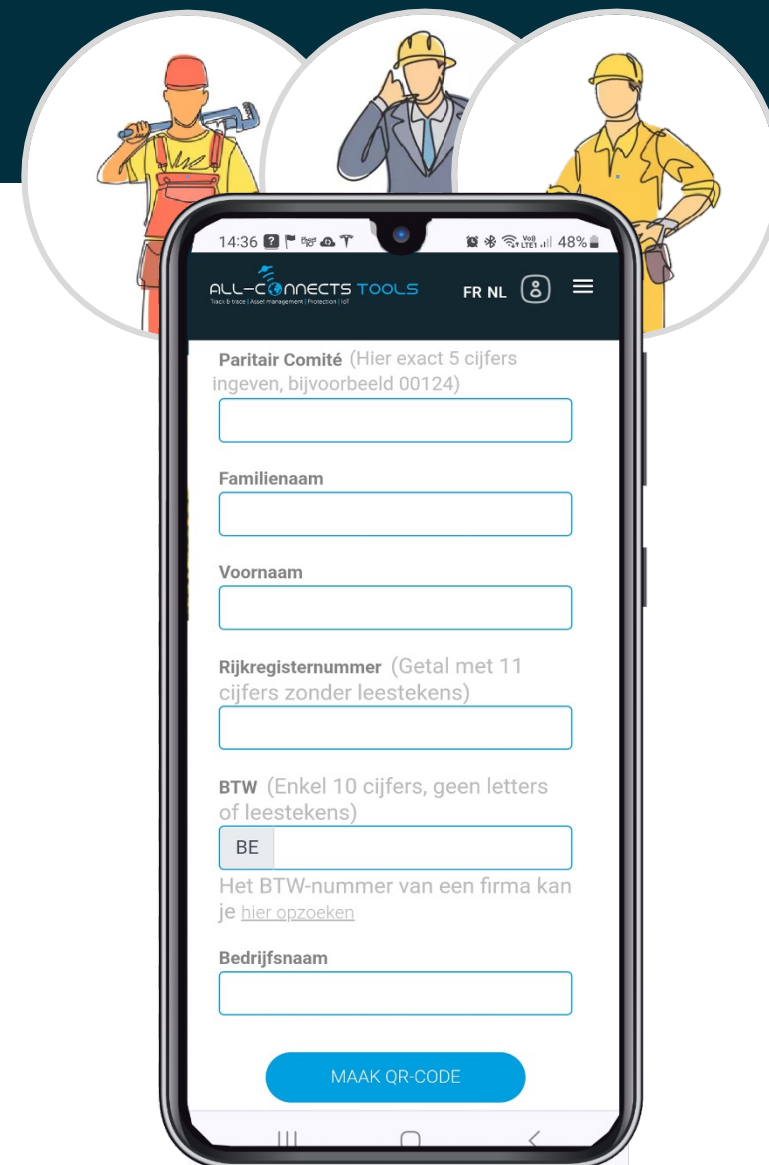 14:36
48%
ALL-CONNECTS TOOLS
Track & trace | Asset management | Protection | IoT
FR NL
Paritair Comité (Hier exact 5 cijfers
ingeven, bijvoorbeeld 00124)
Familienaam
Voornaam
Rijkregisternummer (Getal met 11
cijfers zonder leestekens)
BTW (Enkel 10 cijfers, geen letters
of leestekens)
BE
Het BTW-nummer van een firma kan
je hier opzoeken
Bedrijfsnaam
MAAK QR-CODE